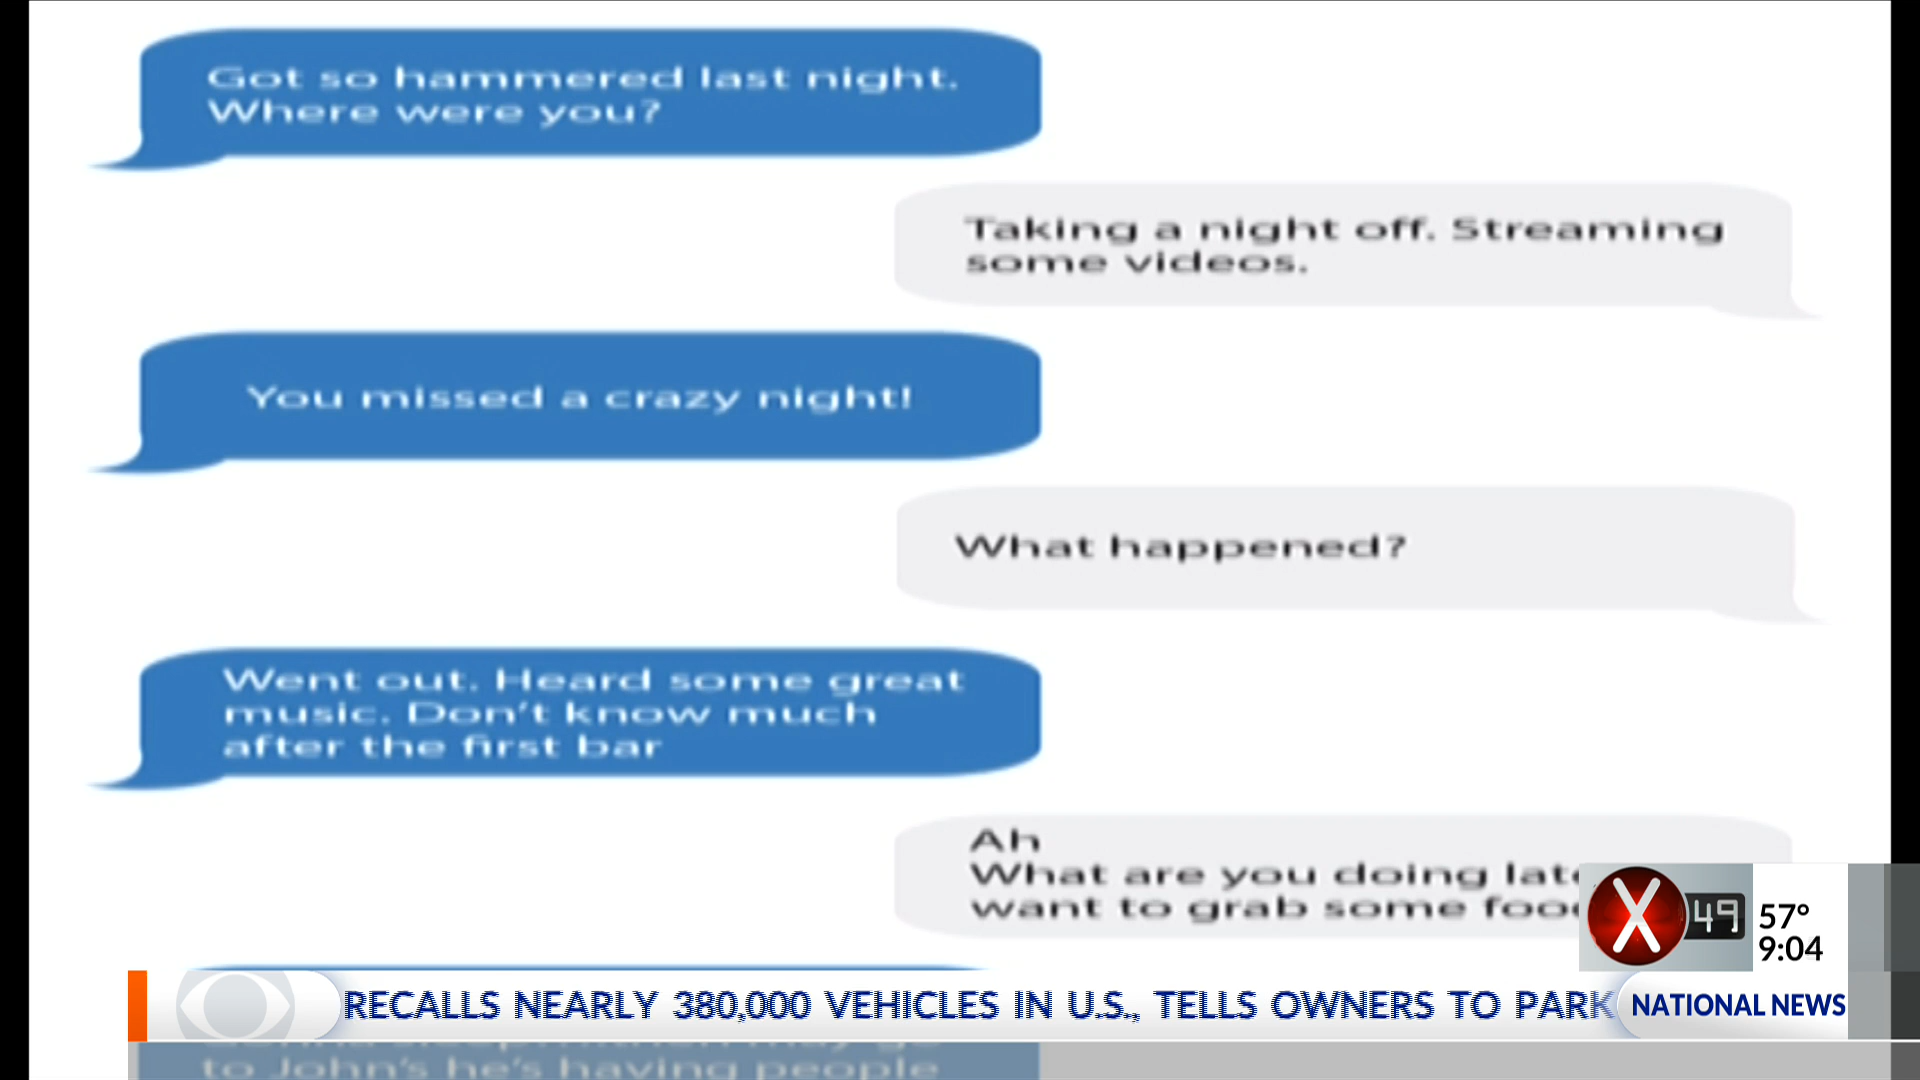 Got so hammered last night.
Where were you?
Taking a night off. Streaming
some videos.
You missed a crazy night!
What happened?
Went out. Heard some great
music. Don't know much
after the first bar
Ah
What are you doing
want to grab some
X 49
57°
9:04
RECALLS NEARLY 380,000 VEHICLES IN U.S., TELLS OWNERS TO PARK
NATIONAL NEWS
to John's he's having people